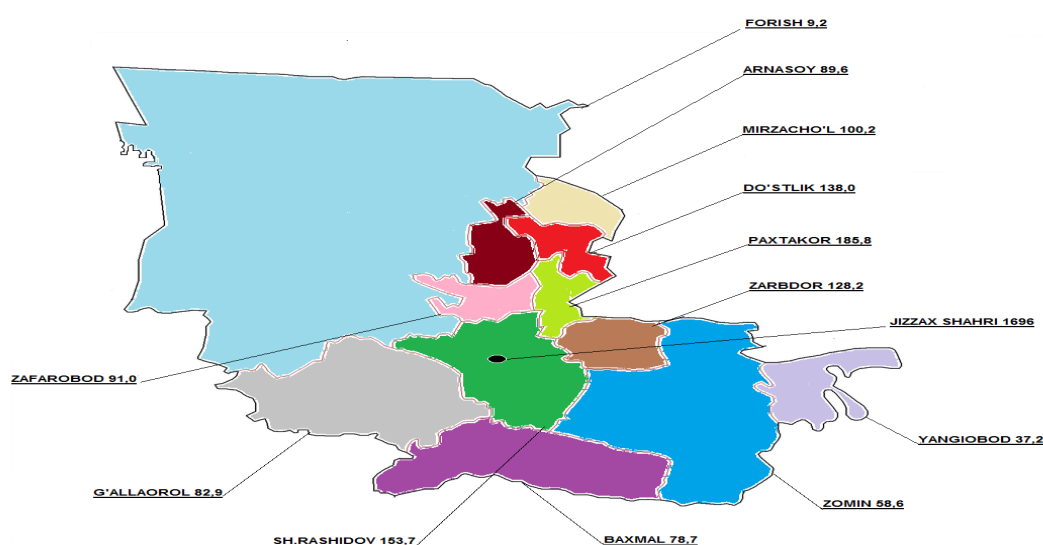 FORISH 9,2
ARNASOY 89,6
MIRZACHO'L 100,2
DO'STLIK 138,0
PAXTAKOR 185,8
ZARBDOR 128,2
JIZZAX SHAHRI 1696
ZAFAROBOD 91,0
YANGIOBOD 37,2
G'ALLAOROL 82,9
ZOMIN 58,6
SH.RASHIDOV 153,7
BAXMAL 78,7